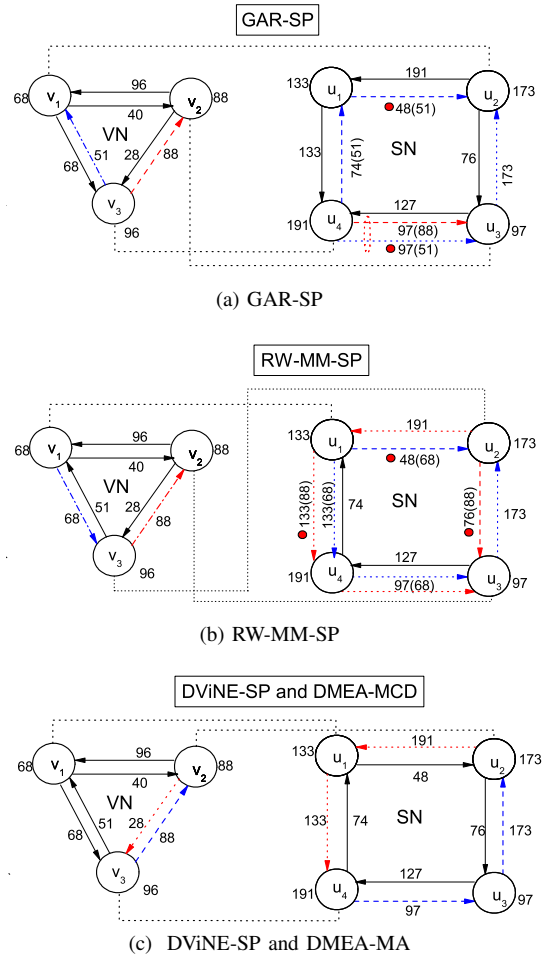 GAR-SP
96
191
v1
v2
u1
u2
68
88
133
173
40
48(51)
VN
SN
51
28
88
68
133
74(51)
76
173
v3
127
u4
u3
96
191
97
97(88)
97(51)
(a) GAR-SP
RW-MM-SP
96
191
v1
v2
u1
u2
68
88
133
173
40
48(68)
VN
SN
68
51
28
88
133(88)
133(68)
74
76(88)
173
v3
127
u4
u3
96
191
97
97(68)
97(88)
(b) RW-MM-SP
DViNE-SP and DMEA-MCD
96
191
v1
v2
u1
u2
68
88
133
173
40
48
VN
SN
68
51
28
88
133
74
76
173
v3
127
u4
u3
96
191
97
97
(c) DViNE-SP and DMEA-MA